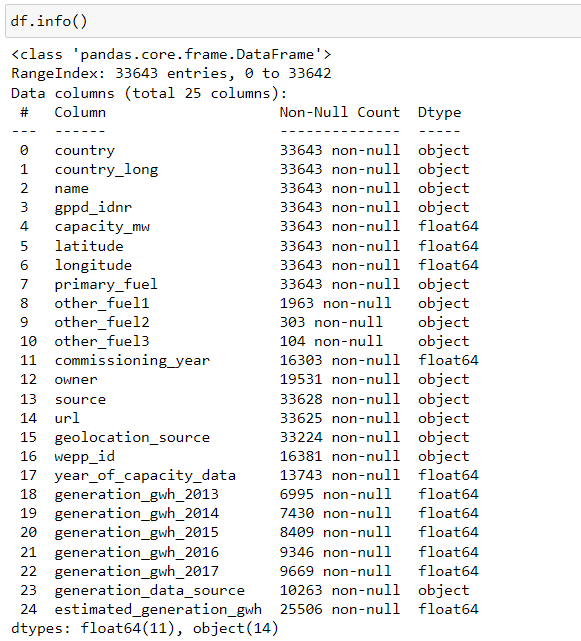 df.info()
<class 'pandas.core.frame.DataFrame'>
RangeIndex: 33643 entries, 0 to 33642
Data columns (total 25 columns):
 #   Column                    Non-Null Count  Dtype
---  ------                    --------------  -----
 0   country                   33643 non-null  object
 1   country_long              33643 non-null  object
 2   name                      33643 non-null  object
 3   gppd_idnr                 33643 non-null  object
 4   capacity_mw               33643 non-null  float64
 5   latitude                  33643 non-null  float64
 6   longitude                 33643 non-null  float64
 7   primary_fuel              33643 non-null  object
 8   other_fuel1               1963 non-null   object
 9   other_fuel2               303 non-null    object
 10  other_fuel3               104 non-null    object
 11  commissioning_year        16303 non-null  float64
 12  owner                     19531 non-null  object
 13  source                    33628 non-null  object
 14  url                       33625 non-null  object
 15  geolocation_source        33224 non-null  object
 16  wepp_id                   16381 non-null  object
 17  year_of_capacity_data     13743 non-null  float64
 18  generation_gwh_2013       6995 non-null   float64
 19  generation_gwh_2014       7430 non-null   float64
 20  generation_gwh_2015       8409 non-null   float64
 21  generation_gwh_2016       9346 non-null   float64
 22  generation_gwh_2017       9669 non-null   float64
 23  generation_data_source    10263 non-null  object
 24  estimated_generation_gwh  25506 non-null  float64
dtypes: float64(11), object(14)